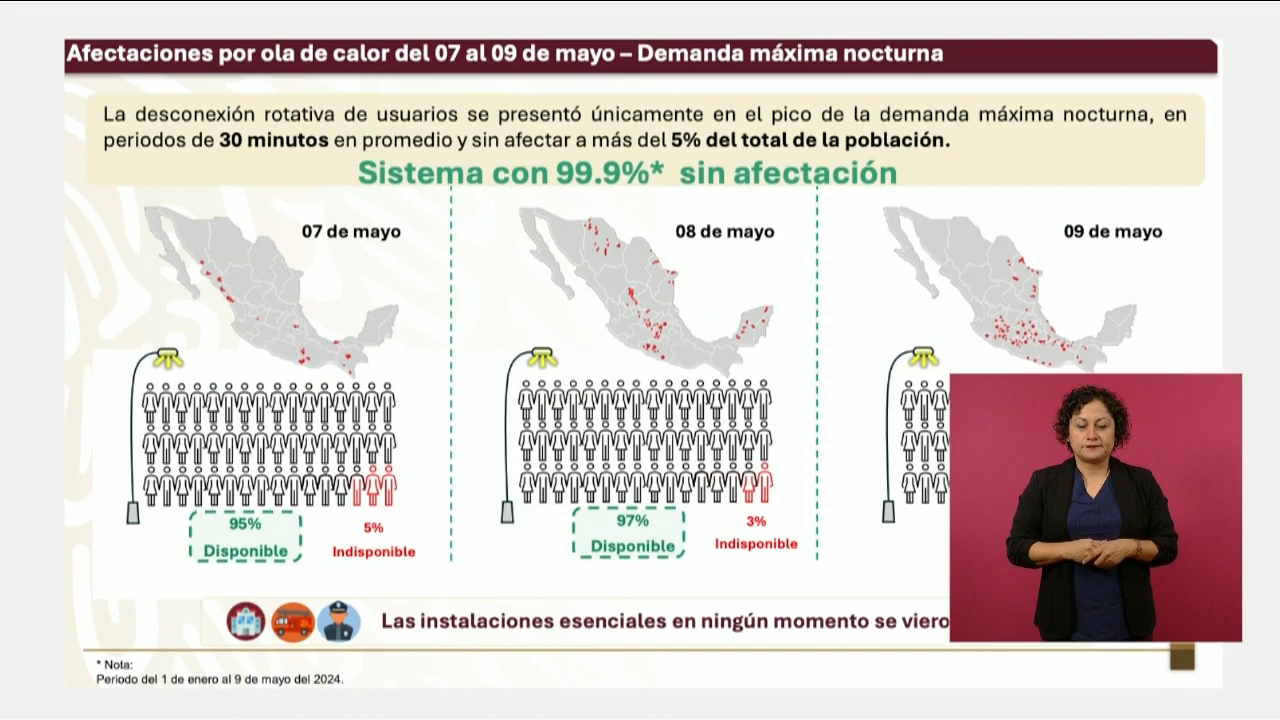 Afectaciones por ola de calor del 07 al 09 de mayo – Demanda máxima nocturna
La desconexión rotativa de usuarios se presentó únicamente en el pico de la demanda máxima nocturna, en
periodos de 30 minutos en promedio y sin afectar a más del 5% del total de la población.
Sistema con 99.9%* sin afectación
07 de mayo
08 de mayo
09 de mayo
95%
Disponible
5%
Indisponible
97%
Disponible
3%
Indisponible
Las instalaciones esenciales en ningún momento se
* Nota:
Periodo del 1 de enero al 9 de mayo del 2024.